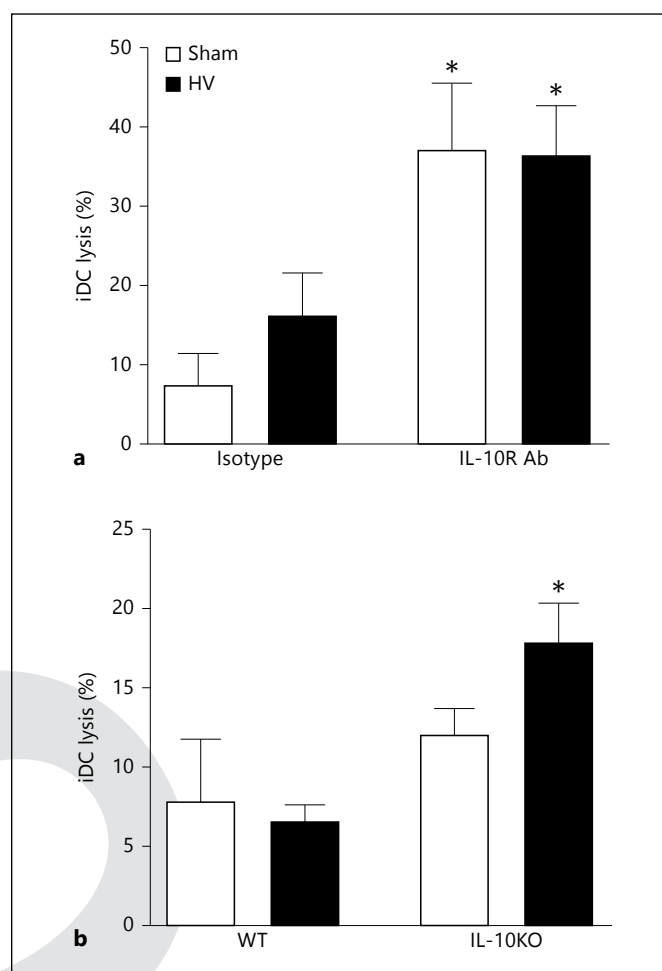 50
Sham
HV
*
*
40
30
iDC lysis (%)
20
10
0
a
Isotype
IL-10R Ab
25
20
*
15
iDC lysis (%)
10
5
0
b
WT
IL-10KO